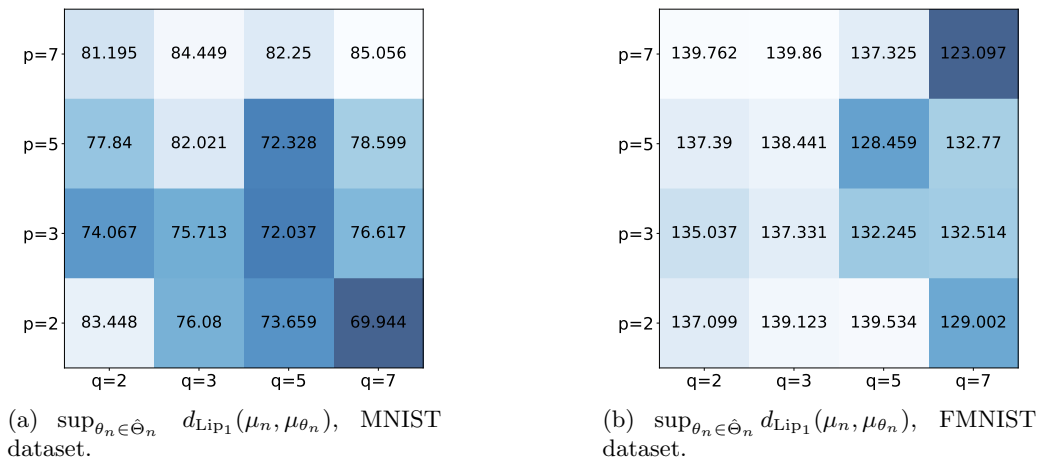 p=7 81.195 84.449 82.25 85.056
p=5 77.84 82.021 72.328 78.599
p=3 74.067 75.713 72.037 76.617
p=2 83.448 76.08 73.659 69.944
q=2 q=3 q=5 q=7
(a) sup_{θ_n∈Θ̂_n} d_{Lip_1}(μ_n, μ_{θ_n}), MNIST
dataset.
p=7 139.762 139.86 137.325 123.097
p=5 137.39 138.441 128.459 132.77
p=3 135.037 137.331 132.245 132.514
p=2 137.099 139.123 139.534 129.002
q=2 q=3 q=5 q=7
(b) sup_{θ_n∈Θ̂_n} d_{Lip_1}(μ_n, μ_{θ_n}), FMNIST
dataset.